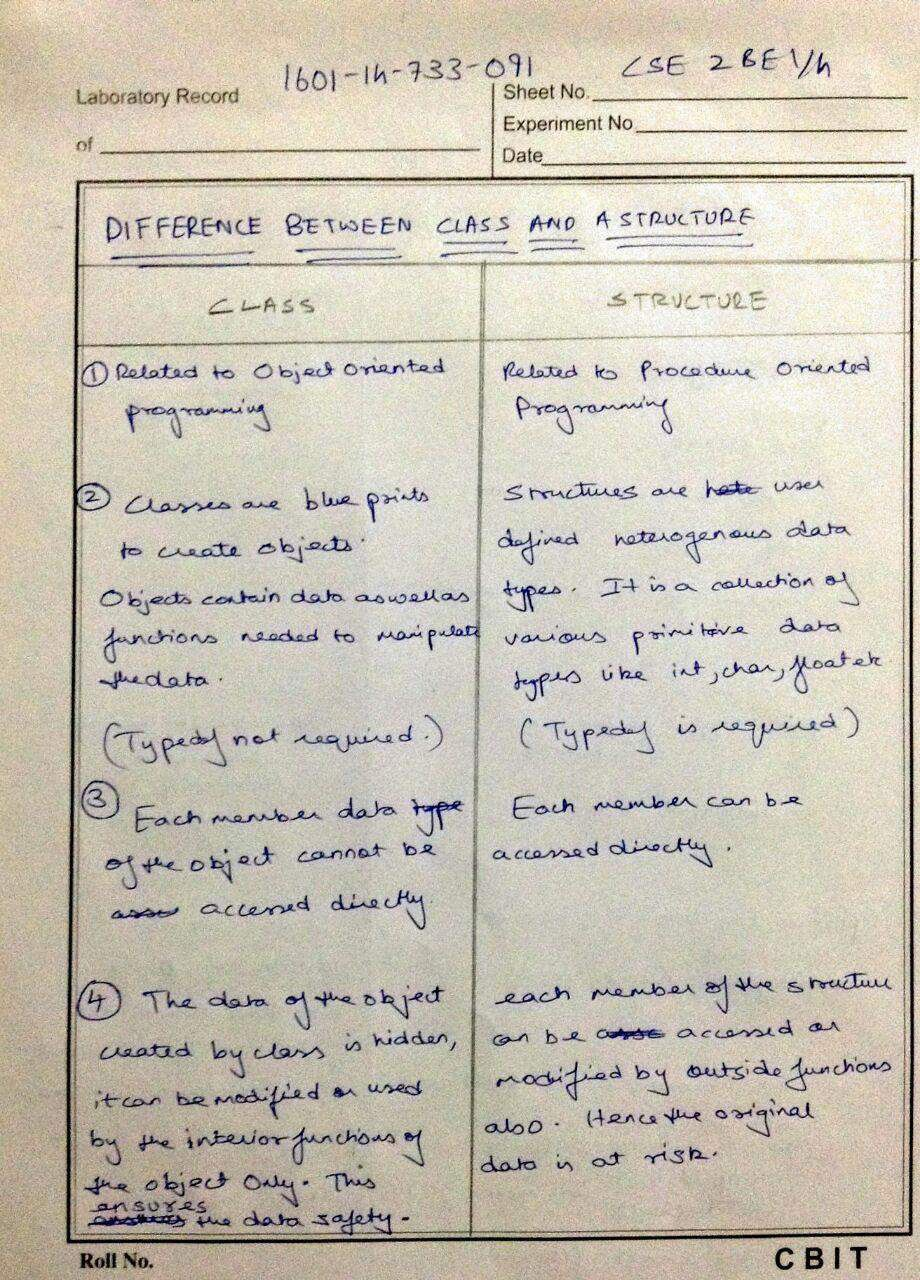 1601-14-733-091
CSE 2 BE 1/4
Laboratory Record
of
Sheet No.
Experiment No
Date
DIFFERENCE BETWEEN CLASS AND A STRUCTURE
CLASS
① Related to Object Oriented
programming
② Classes are blue prints
to create objects.
Objects contain data aswellas
functions needed to manipulate
the data.
(Typedef not required.)
③ Each member data type
of the object cannot be
accessed directly.
④ The data of the object
created by class is hidden,
it can be modified or used
by the interior functions of
the object Only. This
ensures
the data safety.
STRUCTURE
Related to Procedure Oriented
Programming
Structures are hete user
defined heterogenous data
types. It is a collection of
various primitive data
types like int, char, float etc
(Typedef is required)
Each member can be
accessed directly.
each member of the structure
can be accessed or
modified by outside functions
also. Hence the original
data is at risk.
Roll No.
CBIT